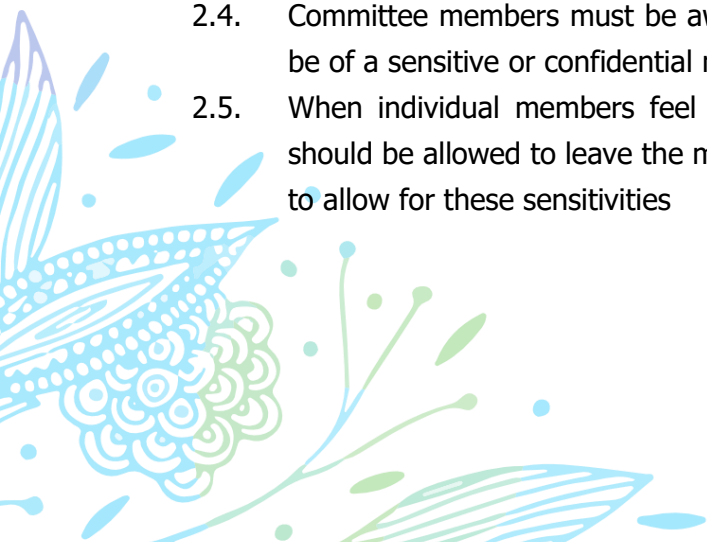 2.4. Committee members must be
be of a sensitive or confidential
2.5. When individual members feel
should be allowed to leave the
to allow for these sensitivities